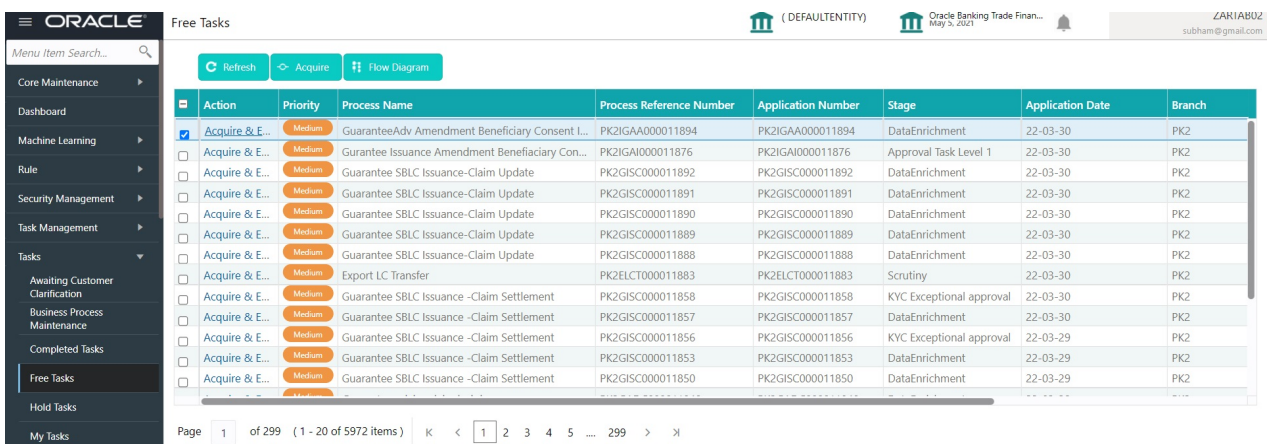 ORACLE
Free Tasks
( DEFAULTENTITY)
Oracle Banking Trade Finan...
May 5, 2021
ZARTAB02
subham@gmail.com
Menu Item Search...
Core Maintenance
Dashboard
Machine Learning
Rule
Security Management
Task Management
Tasks
Awaiting Customer
Clarification
Business Process
Maintenance
Completed Tasks
Free Tasks
Hold Tasks
My Tasks
Refresh Acquire Flow Diagram
Action Priority Process Name Process Reference Number Application Number Stage Application Date Branch
Acquire & E... Medium GuaranteeAdv Amendment Beneficiary Consent I... PK2IGAA000011894 PK2IGAA000011894 DataEnrichment 22-03-30 PK2
Acquire & E... Medium Gurantee Issuance Amendment Benefiaciary Con... PK2IGAI000011876 PK2IGAI000011876 Approval Task Level 1 22-03-30 PK2
Acquire & E... Medium Guarantee SBLC Issuance-Claim Update PK2GISC000011892 PK2GISC000011892 DataEnrichment 22-03-30 PK2
Acquire & E... Medium Guarantee SBLC Issuance-Claim Update PK2GISC000011891 PK2GISC000011891 DataEnrichment 22-03-30 PK2
Acquire & E... Medium Guarantee SBLC Issuance-Claim Update PK2GISC000011890 PK2GISC000011890 DataEnrichment 22-03-30 PK2
Acquire & E... Medium Guarantee SBLC Issuance-Claim Update PK2GISC000011889 PK2GISC000011889 DataEnrichment 22-03-30 PK2
Acquire & E... Medium Guarantee SBLC Issuance-Claim Update PK2GISC000011888 PK2GISC000011888 DataEnrichment 22-03-30 PK2
Acquire & E... Medium Export LC Transfer PK2ELCT000011883 PK2ELCT000011883 Scrutiny 22-03-30 PK2
Acquire & E... Medium Guarantee SBLC Issuance -Claim Settlement PK2GISC000011858 PK2GISC000011858 KYC Exceptional approval 22-03-30 PK2
Acquire & E... Medium Guarantee SBLC Issuance -Claim Settlement PK2GISC000011857 PK2GISC000011857 DataEnrichment 22-03-30 PK2
Acquire & E... Medium Guarantee SBLC Issuance -Claim Settlement PK2GISC000011856 PK2GISC000011856 KYC Exceptional approval 22-03-29 PK2
Acquire & E... Medium Guarantee SBLC Issuance -Claim Settlement PK2GISC000011853 PK2GISC000011853 DataEnrichment 22-03-29 PK2
Acquire & E... Medium Guarantee SBLC Issuance -Claim Settlement PK2GISC000011850 PK2GISC000011850 DataEnrichment 22-03-29 PK2
Page 1 of 299 ( 1 - 20 of 5972 items) 1 2 3 4 5 .... 299